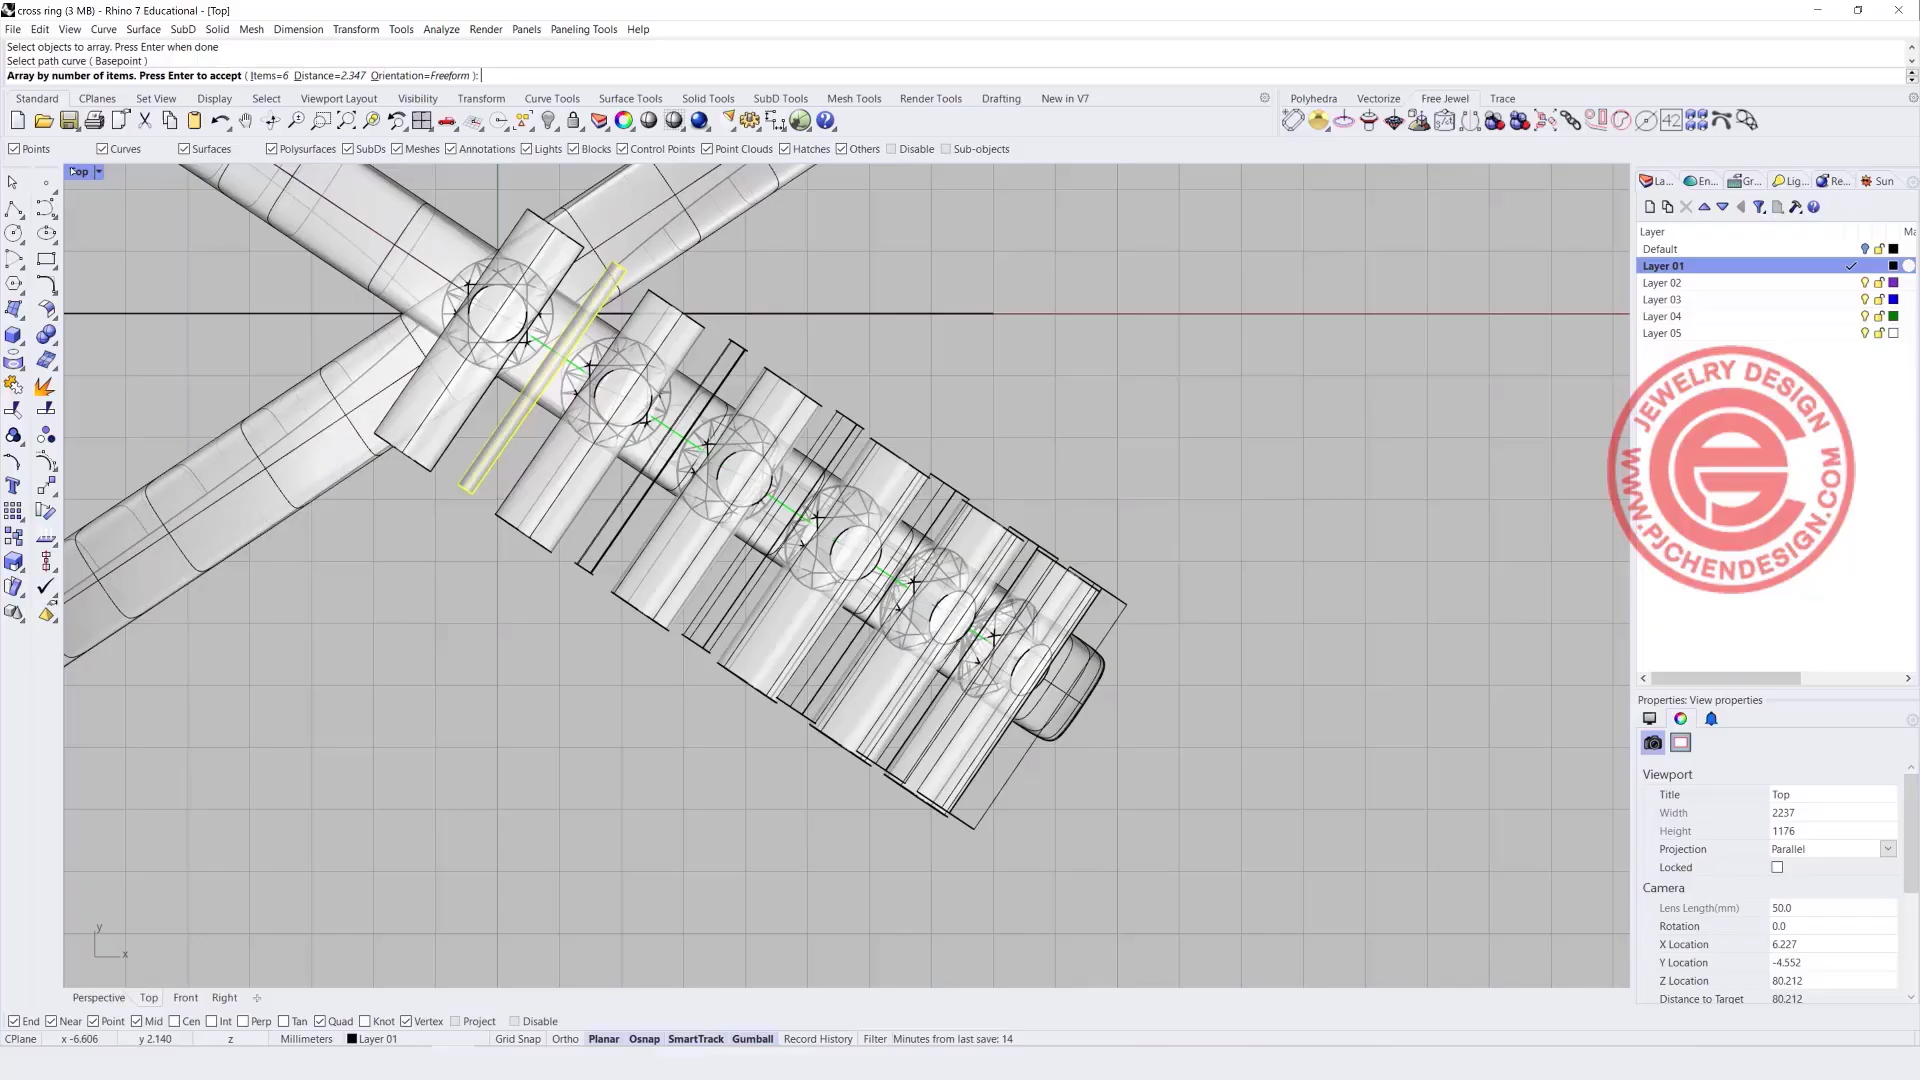 cross ring (3 MB) - Rhino 7 Educational - [Top]
File Edit View Curve Surface SubD Solid Mesh Dimension Transform Tools Analyze Render Panels Paneling Tools Help
Select objects to array. Press Enter when done
Select path curve ( Basepoint )
Array by number of items. Press Enter to accept ( Items=6 Distance=2.347 Orientation=Freeform ):
Standard CPlanes Set View Display Select Viewport Layout Visibility Transform Curve Tools Surface Tools Solid Tools SubD Tools Mesh Tools Render Tools Drafting New in V7 Polyhedra Vectorize Free Jewel Trace
42
Points Curves Surfaces Polysurfaces SubDs Meshes Annotations Lights Blocks Control Points Point Clouds Hatches Others Disable Sub-objects
Top
La... En... Gr... Lig... Re... Sun
Layer Ma
Default
Layer 01
Layer 02
Layer 03
Layer 04
Layer 05
JEWELRY DESIGN
WWW.PJCHENDESIGN.COM
Properties: View properties
Viewport
Title Top
Width 2237
Height 1176
Projection Parallel
Locked
Camera
Lens Length(mm) 50.0
Rotation 0.0
X Location 6.227
Y Location -4.552
Z Location 80.212
Distance to Target 80.212
y
x
Perspective Top Front Right
End Near Point Mid Cen Int Perp Tan Quad Knot Vertex Project Disable
CPlane x -6.606 y 2.140 z Millimeters Layer 01 Grid Snap Ortho Planar Osnap SmartTrack Gumball Record History Filter Minutes from last save: 14